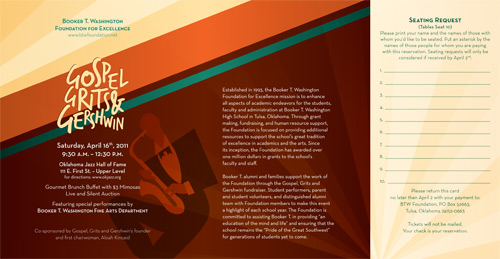 BOOKER T. WASHINGTON
FOUNDATION FOR EXCELLENCE
www.btwfoundation.net
GOSPEL
GRITS &
GERSHWIN
Saturday, April 16th, 2011
9:30 A.M. – 12:30 P.M.
Oklahoma Jazz Hall of Fame
111 E. First St. – Upper Level
for directions: www.okjazz.org
Gourmet Brunch Buffet with $3 Mimosas
Live and Silent Auction
Featuring special performances by
BOOKER T. WASHINGTON FINE ARTS DEPARTMENT
Co-sponsored by Gospel, Grits and Gershwin's founder
and first chairwoman, Aleah Kincaid
Established in 1993, the Booker T. Washington
Foundation for Excellence mission is to enhance
all aspects of academic endeavors for the students,
faculty and administration at Booker T. Washington
High School in Tulsa, Oklahoma. Through grant
making, fundraising, and human resource support,
the Foundation is focused on providing additional
resources to support the school's great tradition
of excellence in academics and the arts. Since
its inception, the Foundation has awarded over
one million dollars in grants to the school's
faculty and staff.
Booker T. alumni and families support the work of
the Foundation through the Gospel, Grits and
Gershwin fundraiser. Student performers, parent
and student volunteers, and distinguished alumni
team with Foundation members to make this event
a highlight of each school year. The Foundation is
committed to assisting Booker T. in providing "an
education of the mind and life" and ensuring that the
school remains the "Pride of the Great Southwest"
for generations of students yet to come.
SEATING REQUEST
(Tables Seat 10)
Please print your name and the names of those with
whom you'd like to be seated. Put an asterisk by the
names of those people for whom you are paying
with this reservation. Seating requests will only be
considered if received by April 2nd.
1.
2.
3.
4.
5.
6.
7.
8.
9.
10.
Please return this card
no later than April 2 with your payment to:
BTW Foundation, PO Box 52663,
Tulsa, Oklahoma 74152-0663
Tickets will not be mailed.
Your check is your reservation.